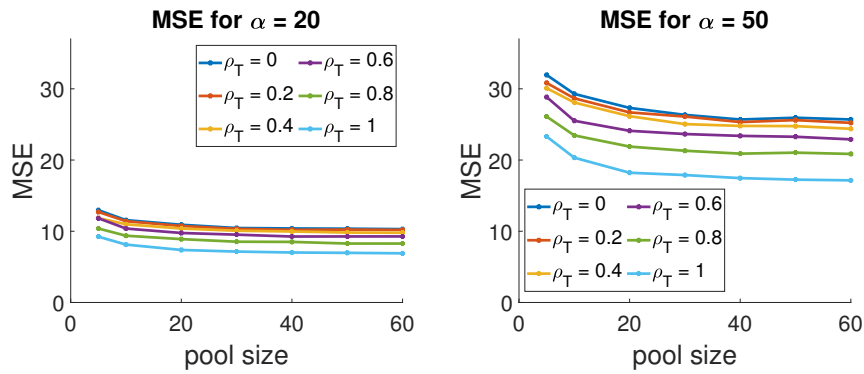 MSE for α = 20
MSE
30
20
10
0
ρT = 0
ρT = 0.6
ρT = 0.2
ρT = 0.8
ρT = 0.4
ρT = 1
0
20
40
60
pool size
MSE for α = 50
MSE
30
20
10
0
ρT = 0
ρT = 0.6
ρT = 0.2
ρT = 0.8
ρT = 0.4
ρT = 1
0
20
40
60
pool size